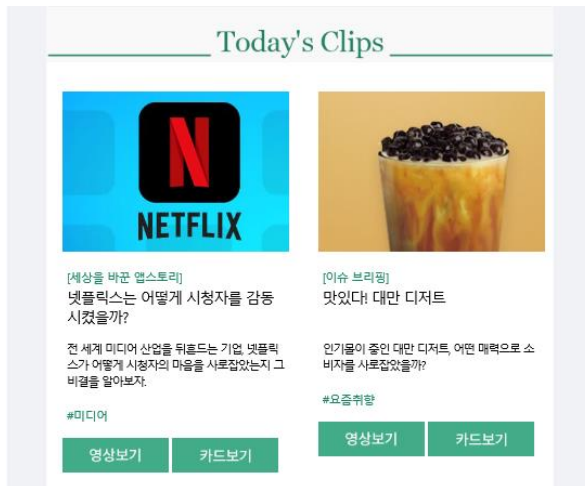 Today's Clips
NETFLIX
[세상을 바꾼 앱스토리]
넷플릭스는 어떻게 시청자를 감동
시켰을까?
전 세계 미디어 산업을 뒤흔드는 기업, 넷플릭
스가 어떻게 시청자의 마음을 사로잡았는지 그
비결을 알아보자.
#미디어
영상보기
카드보기
[이슈 브리핑]
맛있다! 대만 디저트
인기몰이 중인 대만 디저트, 어떤 매력으로 소
비자를 사로잡았을까?
#요즘취향
영상보기
카드보기